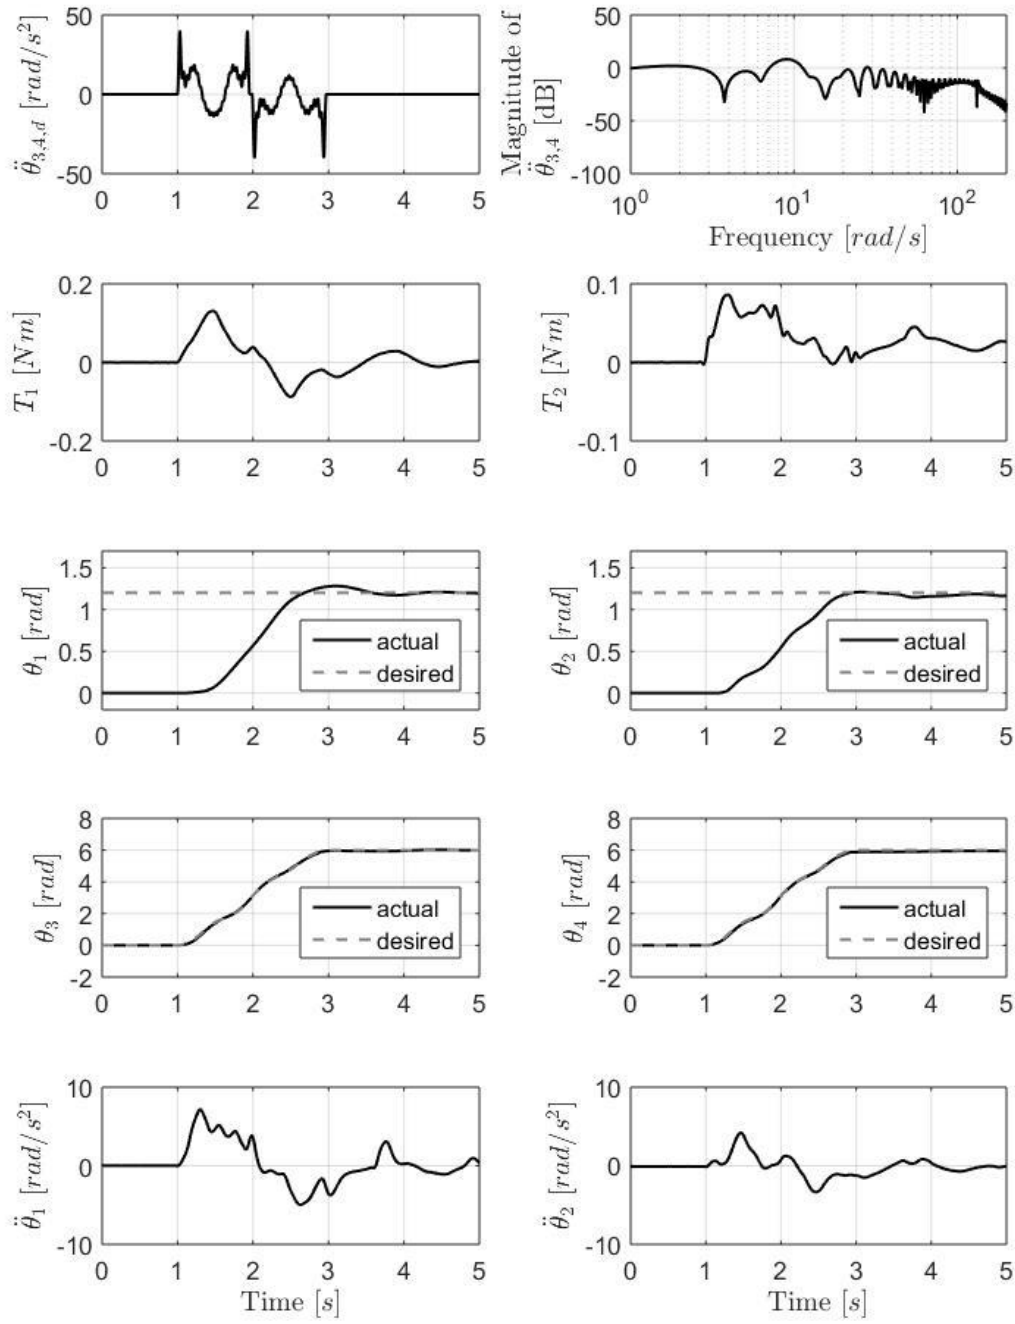 50
0
-50
θ̈3,4,d [rad/s²]
0 1 2 3 4 5
50
0
-50
-100
Magnitude of
θ̈3,4 [dB]
10⁰ 10¹ 10²
Frequency [rad/s]
0.2
0
-0.2
T1 [Nm]
0 1 2 3 4 5
0.1
0
-0.1
T2 [Nm]
0 1 2 3 4 5
1.5
1
0.5
0
θ1 [rad]
actual
desired
0 1 2 3 4 5
1.5
1
0.5
0
θ2 [rad]
actual
desired
0 1 2 3 4 5
8
6
4
2
0
-2
θ3 [rad]
actual
desired
0 1 2 3 4 5
8
6
4
2
0
-2
θ4 [rad]
actual
desired
0 1 2 3 4 5
10
0
-10
θ̈1 [rad/s²]
0 1 2 3 4 5
Time [s]
10
0
-10
θ̈2 [rad/s²]
0 1 2 3 4 5
Time [s]